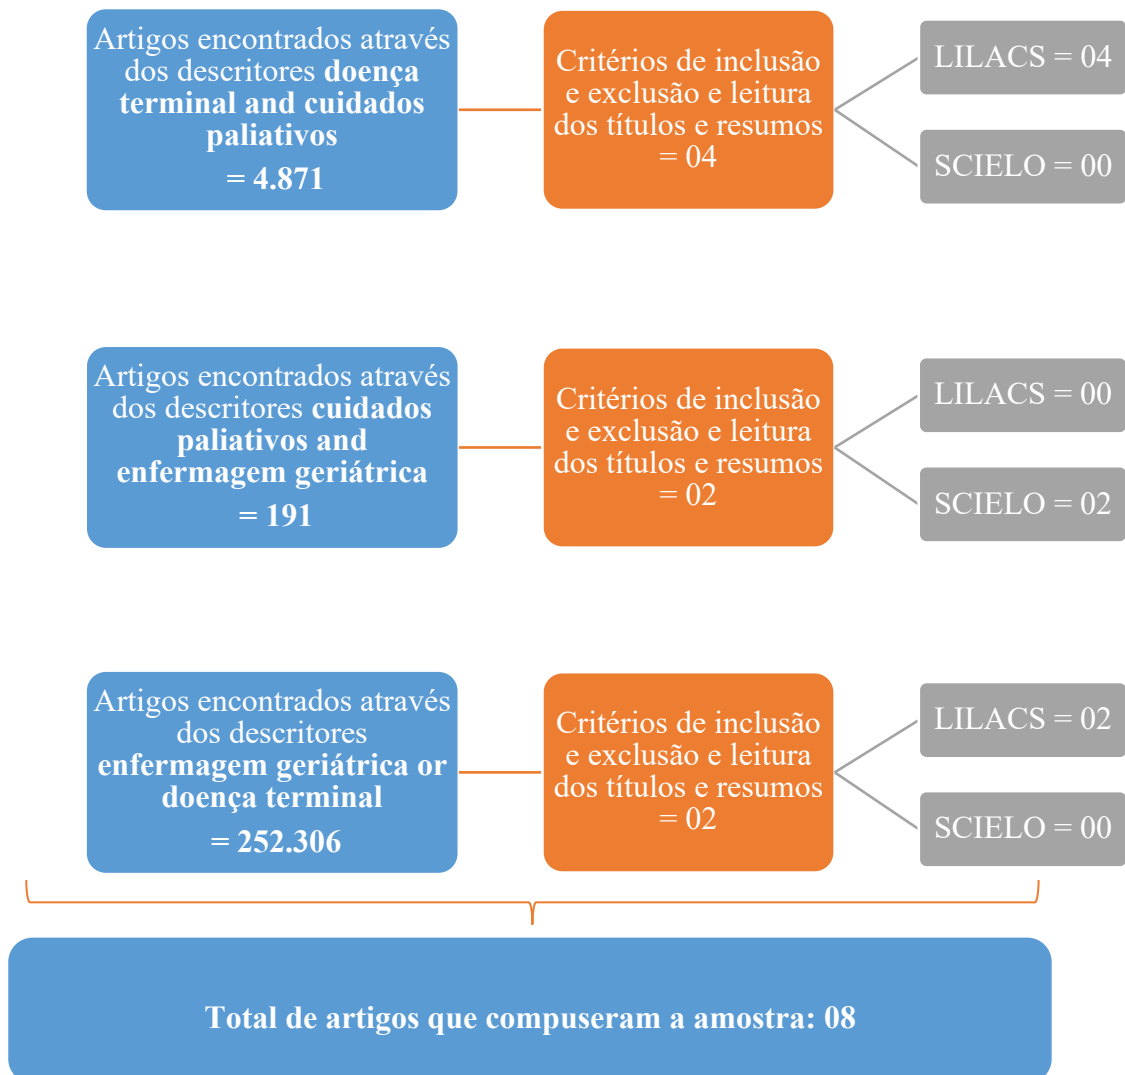 Artigos encontrados através
dos descritores doença
terminal and cuidados
paliativos
= 4.871
Critérios de inclusão
e exclusão e leitura
dos títulos e resumos
= 04
LILACS = 04
SCIELO = 00
Artigos encontrados através
dos descritores cuidados
paliativos and
enfermagem geriátrica
= 191
Critérios de inclusão
e exclusão e leitura
dos títulos e resumos
= 02
LILACS = 00
SCIELO = 02
Artigos encontrados através
dos descritores
enfermagem geriátrica or
doença terminal
= 252.306
Critérios de inclusão
e exclusão e leitura
dos títulos e resumos
= 02
LILACS = 02
SCIELO = 00
Total de artigos que compuseram a amostra: 08